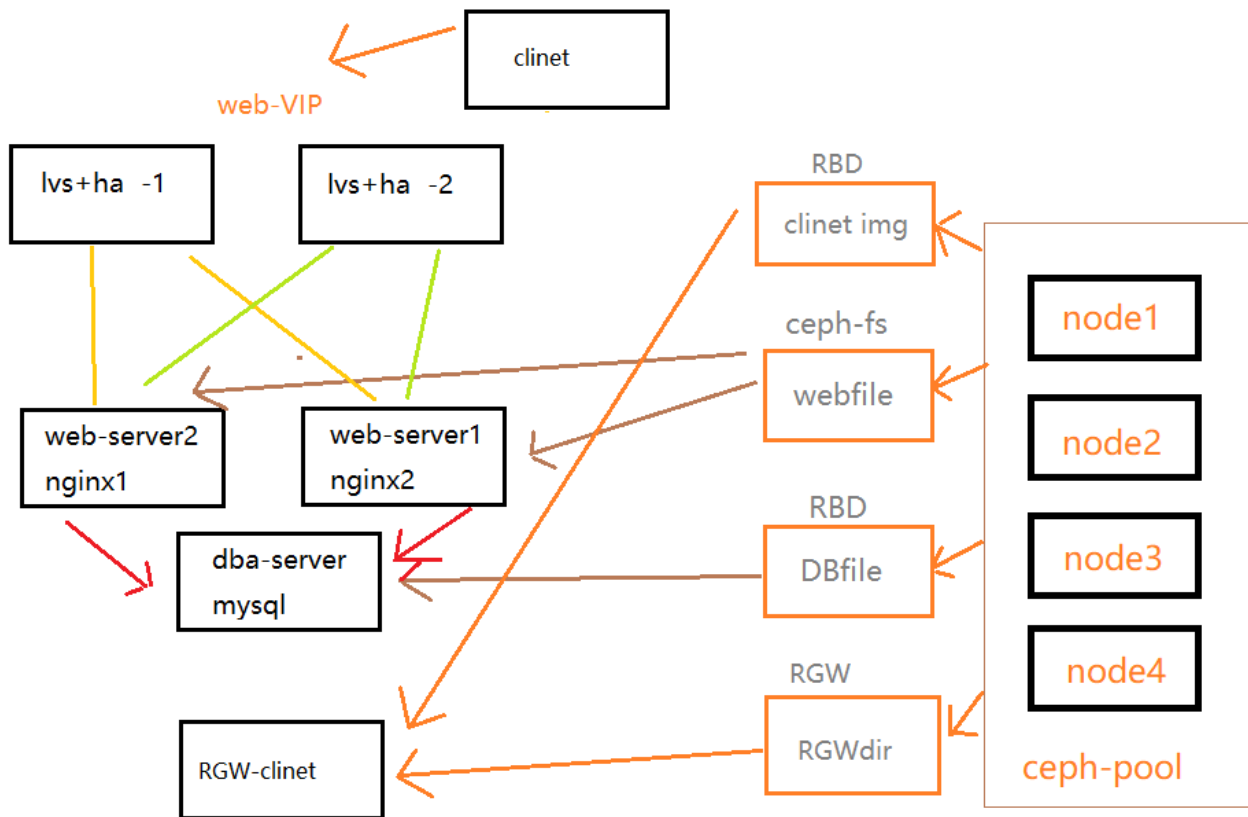 clinet
web-VIP
lvs+ha -1
lvs+ha -2
RBD
clinet img
node1
ceph-fs
webfile
node2
web-server2
nginx1
web-server1
nginx2
RBD
DBfile
node3
dba-server
mysql
RGW
RGWdir
node4
RGW-clinet
ceph-pool